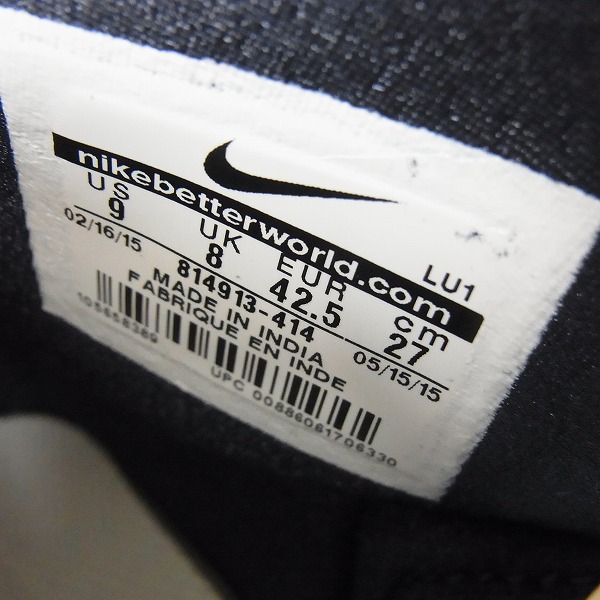 nikebetterworld.com
US UK EUR cm
9 8 42.5 27
LU1
02/16/15 814913-414 05/15/15
MADE IN INDIA
FABRIQUE EN INDE
105658389
UPC 00886061706330